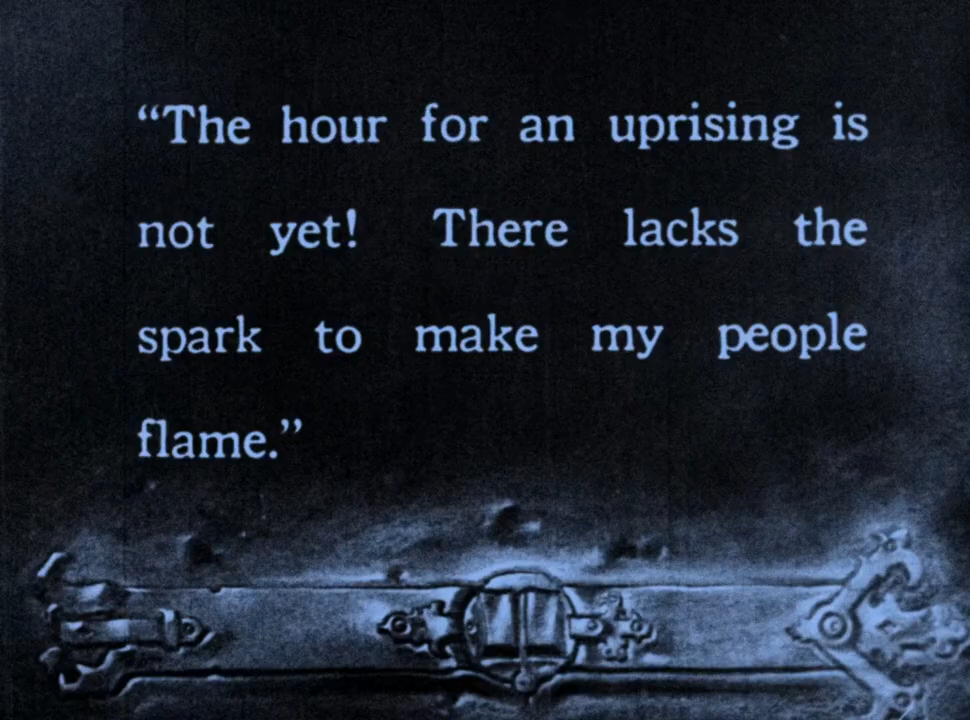 “The hour for an uprising is
not yet! There lacks the
spark to make my people
flame.”